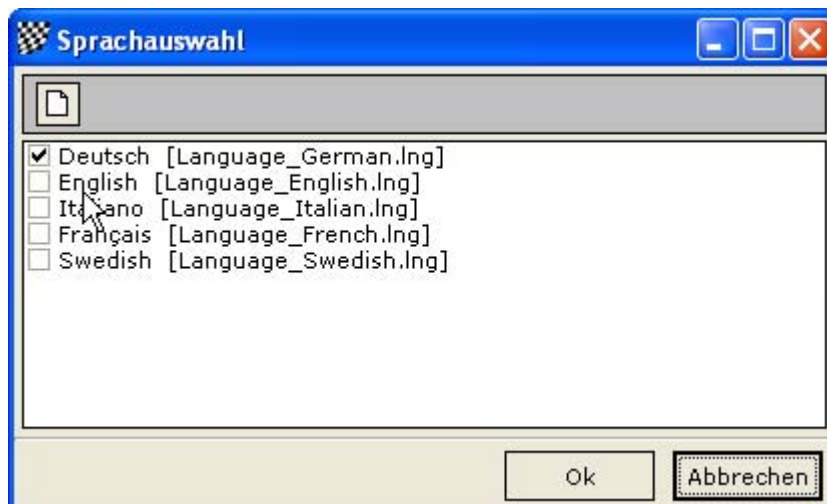 Sprachauswahl
Deutsch [Language_German.lng]
English [Language_English.lng]
Italiano [Language_Italian.lng]
Français [Language_French.lng]
Swedish [Language_Swedish.lng]
Ok
Abbrechen